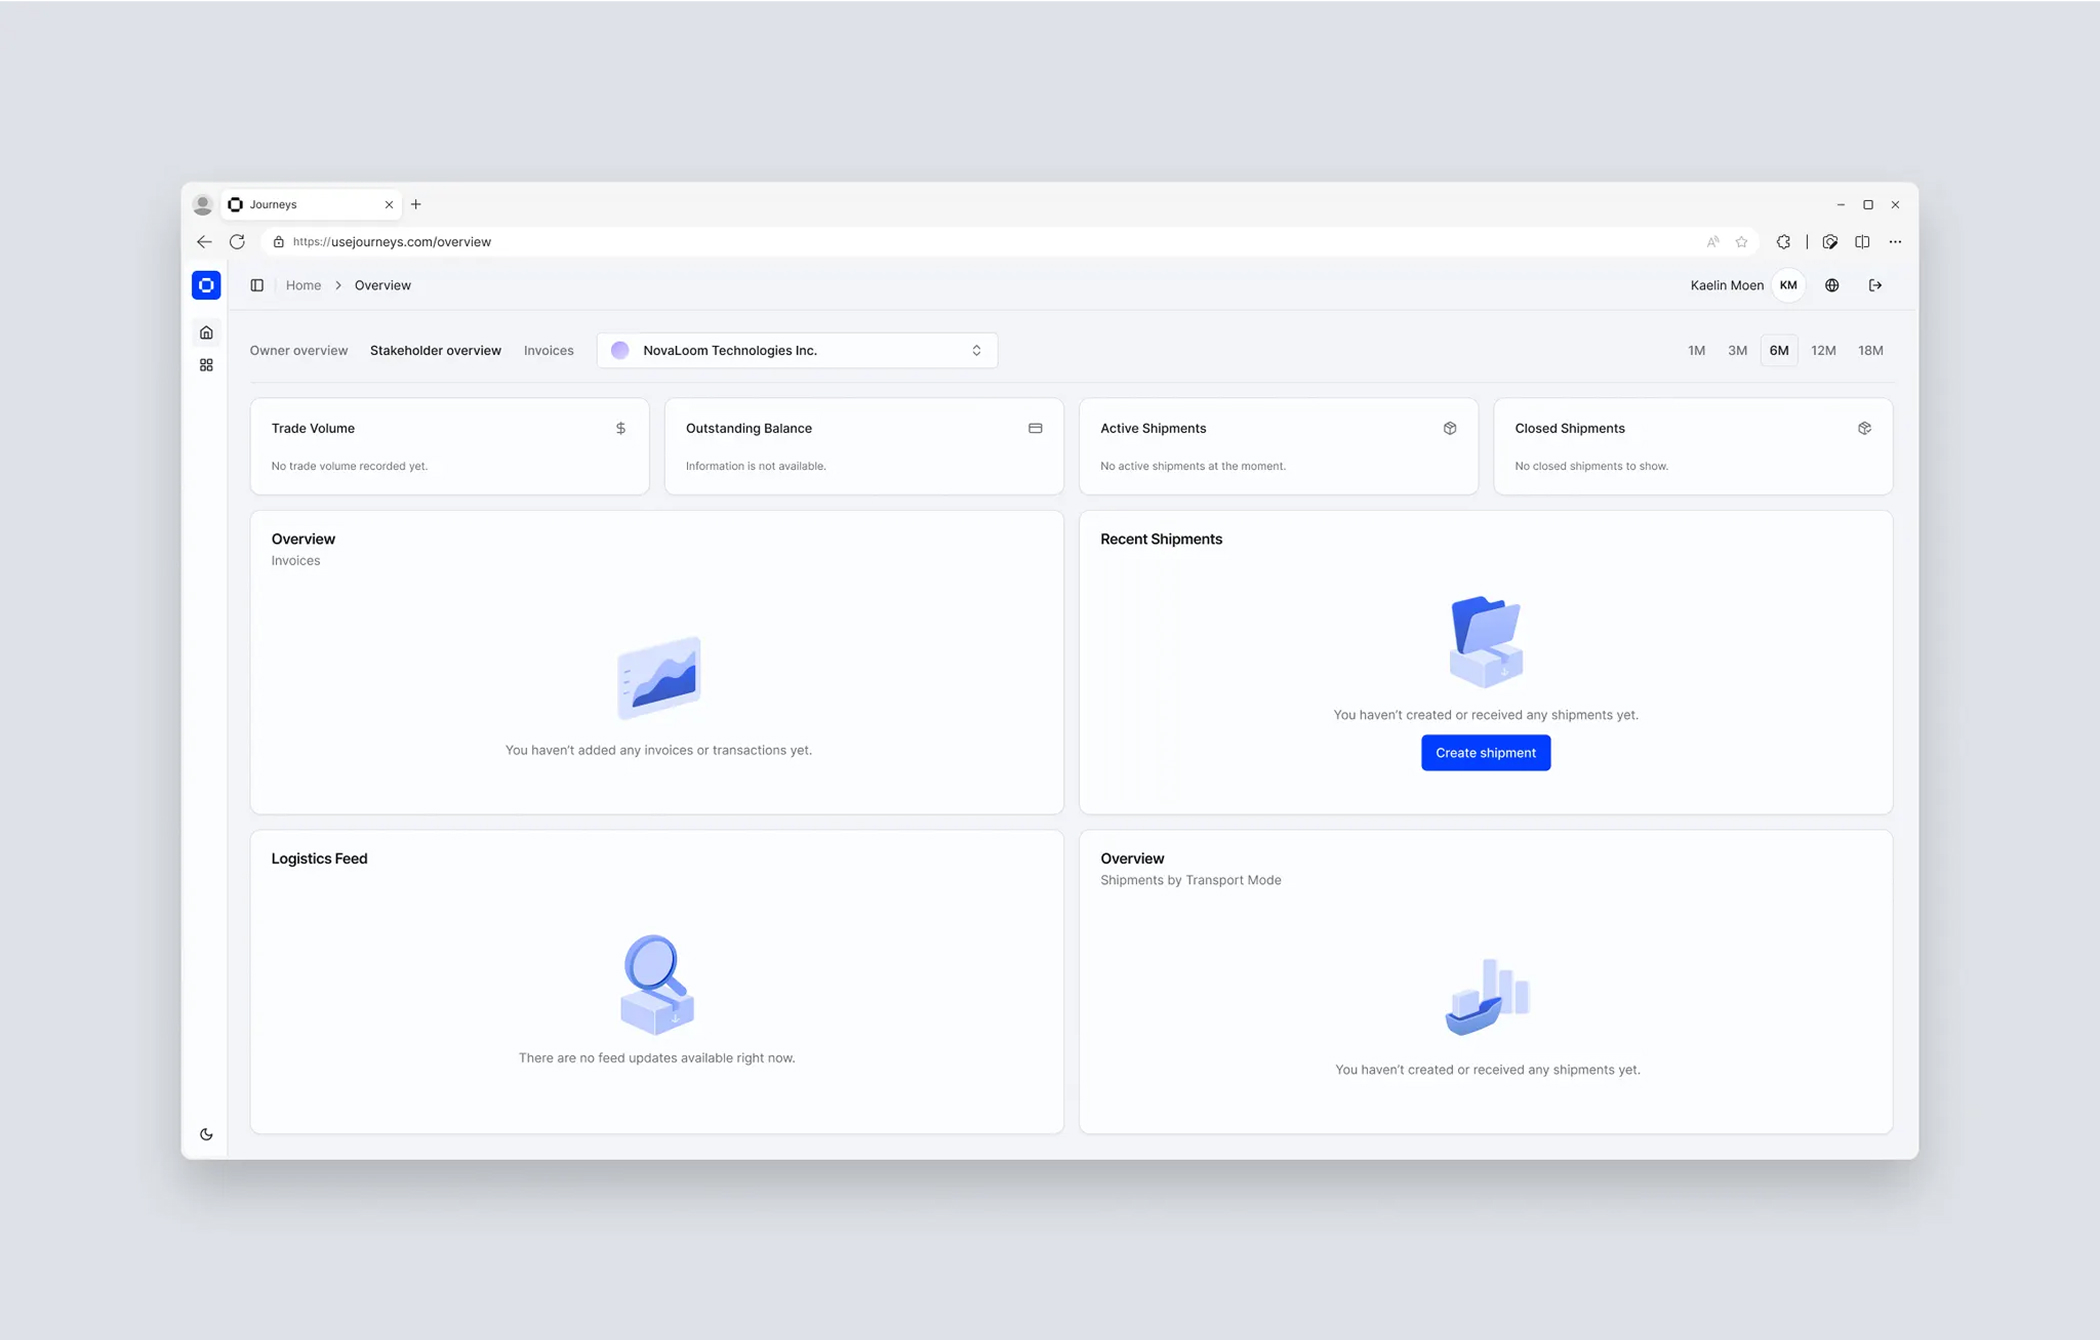 Journeys
https://usejourneys.com/overview
Home > Overview
Kaelin Moen KM
Owner overview Stakeholder overview Invoices NovaLoom Technologies Inc. 1M 3M 6M 12M 18M
Trade Volume
$
No trade volume recorded yet.
Outstanding Balance
Information is not available.
Active Shipments
No active shipments at the moment.
Closed Shipments
No closed shipments to show.
Overview
Invoices
You haven’t added any invoices or transactions yet.
Recent Shipments
You haven’t created or received any shipments yet.
Create shipment
Logistics Feed
There are no feed updates available right now.
Overview
Shipments by Transport Mode
You haven’t created or received any shipments yet.